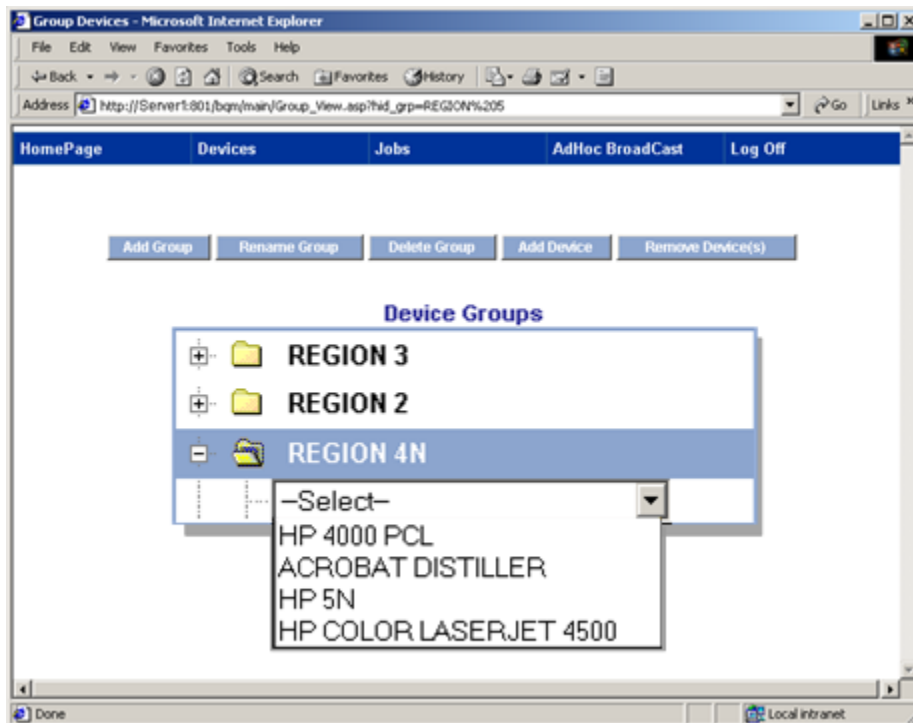 Group Devices - Microsoft Internet Explorer
File Edit View Favorites Tools Help
Back Search Favorites History
Address http://Server1:801/bqm/main/Group_View.asp?hid_grp=REGION%205 Go Links »
HomePage Devices Jobs AdHoc BroadCast Log Off
Add Group Rename Group Delete Group Add Device Remove Device(s)
Device Groups
REGION 3
REGION 2
REGION 4N
--Select--
HP 4000 PCL
ACROBAT DISTILLER
HP 5N
HP COLOR LASERJET 4500
Done Local intranet